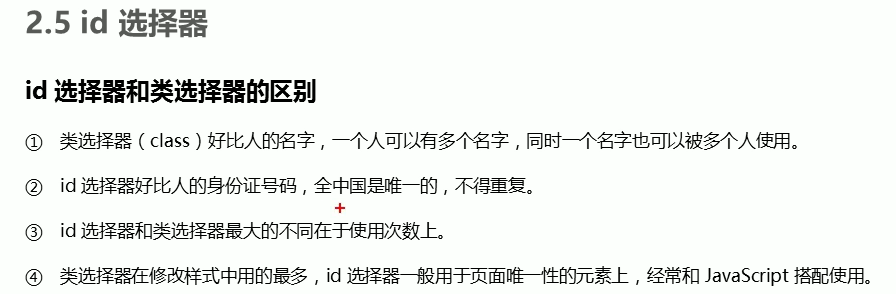 2.5 id 选择器
id 选择器和类选择器的区别
① 类选择器（class）好比人的名字，一个人可以有多个名字，同时一个名字也可以被多个人使用。
② id 选择器好比人的身份证号码，全中国是唯一的，不得重复。
③ id 选择器和类选择器最大的不同在于使用次数上。
④ 类选择器在修改样式中用的最多，id 选择器一般用于页面唯一性的元素上，经常和 JavaScript 搭配使用。